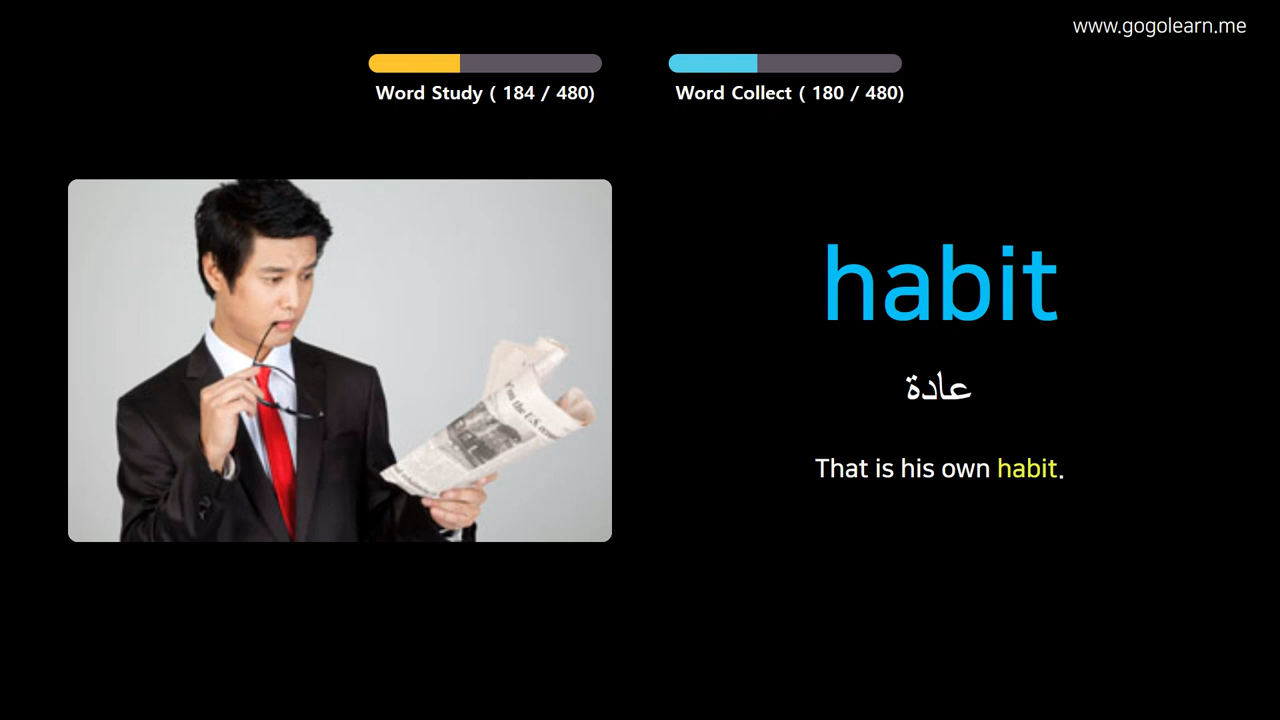 www.gogolearn.me
Word Study ( 184 / 480)
Word Collect ( 180 / 480)
habit
عادة
That is his own habit.